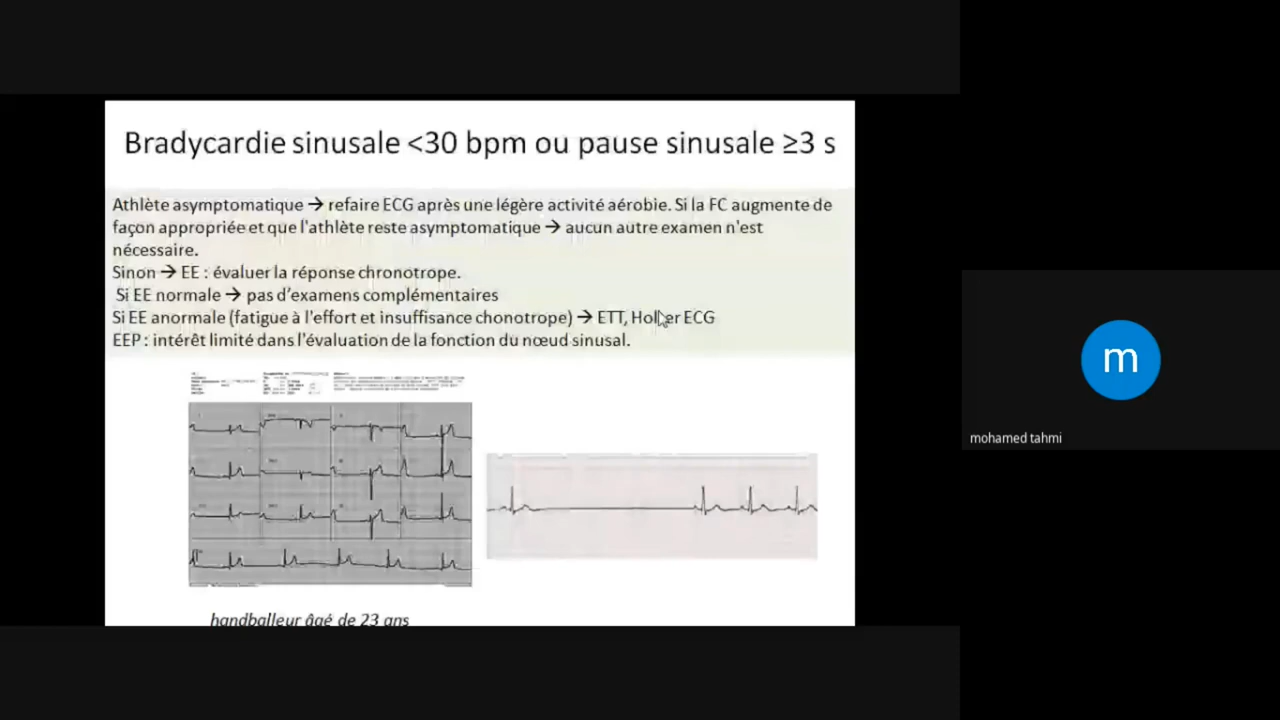 Bradycardie sinusale <30 bpm ou pause sinusale ≥3 s
Athlète asymptomatique → refaire ECG après une légère activité aérobie. Si la FC augmente de
façon appropriée et que l'athlète reste asymptomatique → aucun autre examen n'est
nécessaire.
Sinon → EE : évaluer la réponse chronotrope.
Si EE normale → pas d'examens complémentaires
Si EE anormale (fatigue à l'effort et insuffisance chonotrope) → ETT, Holter ECG
EEP : intérêt limité dans l'évaluation de la fonction du nœud sinusal.
handballeur âgé de 23 ans
m
mohamed tahmi